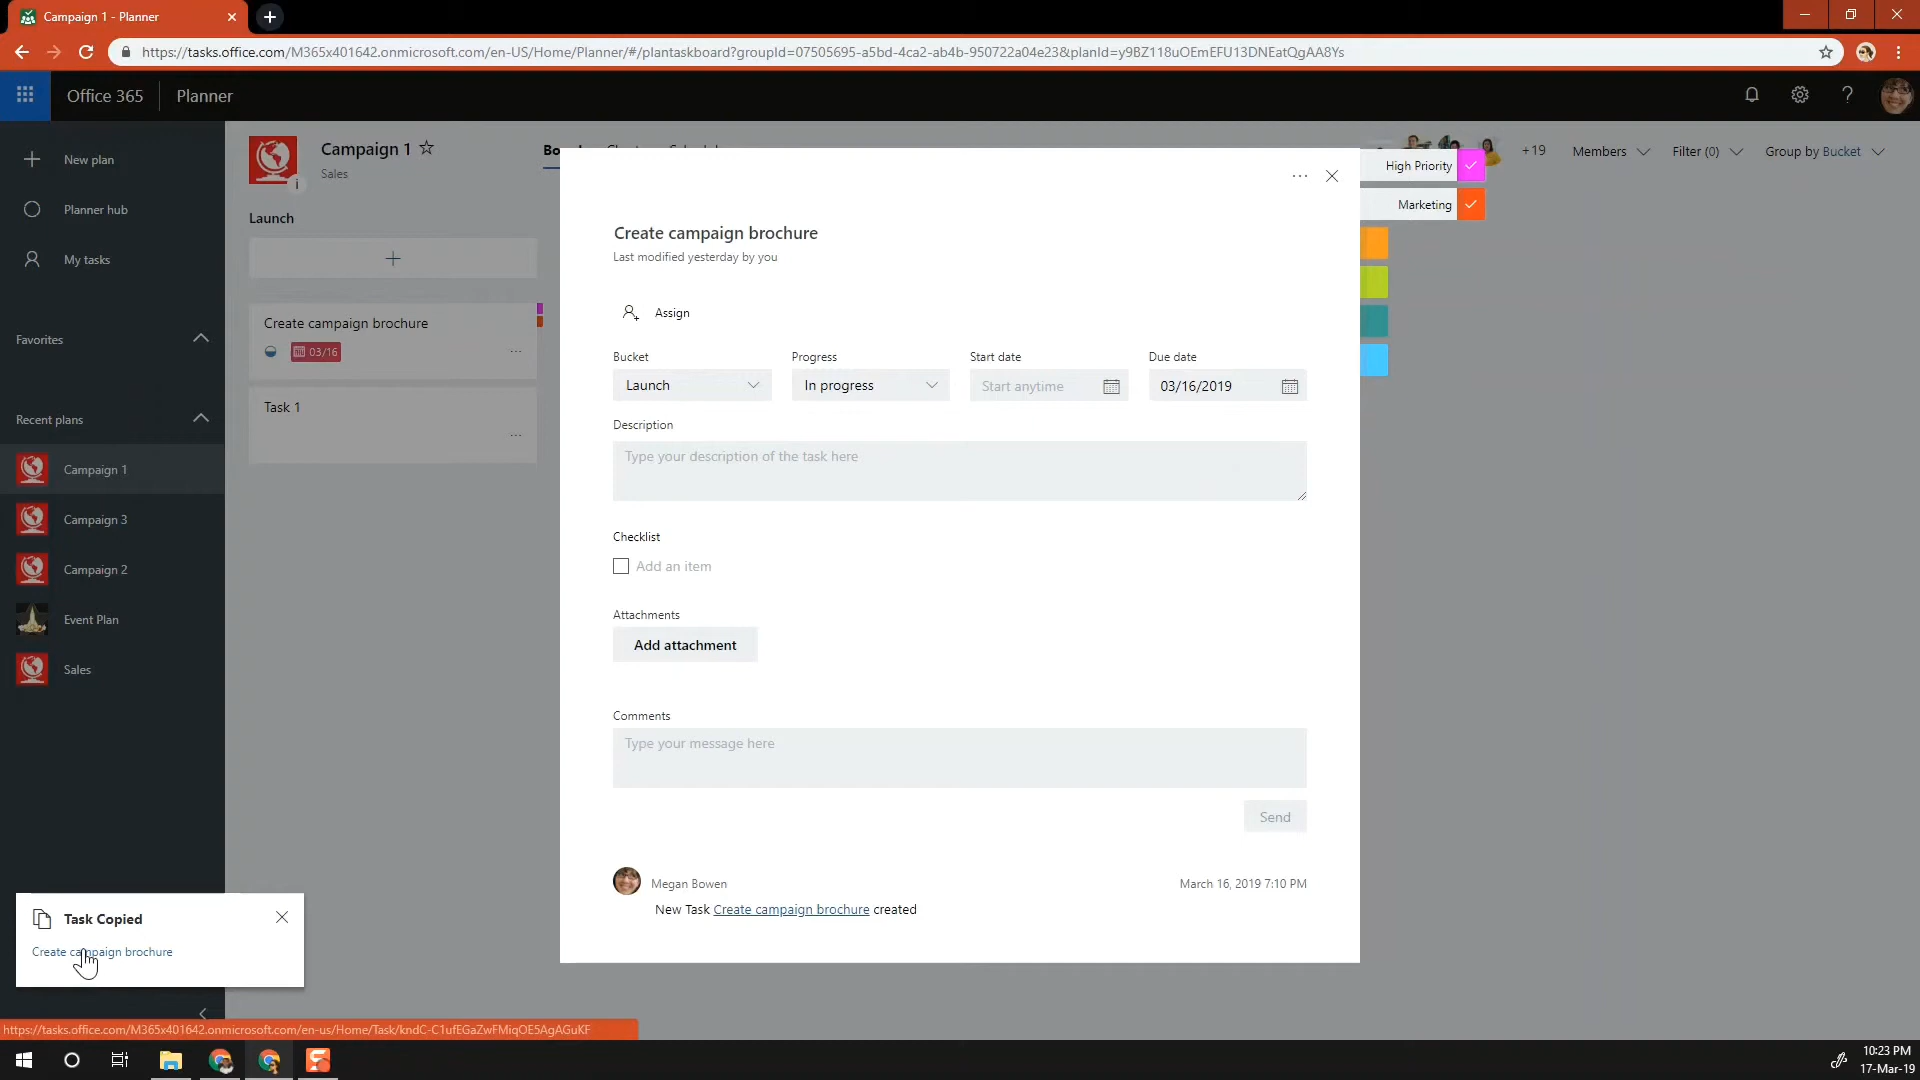 Campaign 1 - Planner
https://tasks.office.com/M365x401642.onmicrosoft.com/en-US/Home/Planner/#/plantaskboard?groupId=07505695-a5bd-4ca2-ab4b-950722a04e23&planId=y9BZ118uOEmEFU13DNEatQgAA8Ys
Office 365
Planner
New plan
Planner hub
My tasks
Favorites
Recent plans
Campaign 1
Campaign 3
Campaign 2
Event Plan
Sales
Campaign 1
Sales
+19
Members
Filter (0)
Group by Bucket
Launch
Create campaign brochure
03/16
Task 1
High Priority
Marketing
Create campaign brochure
Last modified yesterday by you
Assign
Bucket
Progress
Start date
Due date
Launch
In progress
Start anytime
03/16/2019
Description
Type your description of the task here
Checklist
Add an item
Attachments
Add attachment
Comments
Type your message here
Send
Megan Bowen
March 16, 2019 7:10 PM
New Task Create campaign brochure created
Task Copied
Create campaign brochure
https://tasks.office.com/M365x401642.onmicrosoft.com/en-us/Home/Task/kndC-C1ufEGaZwFMiqOE5AgAGuKF
10:23 PM
17-Mar-19